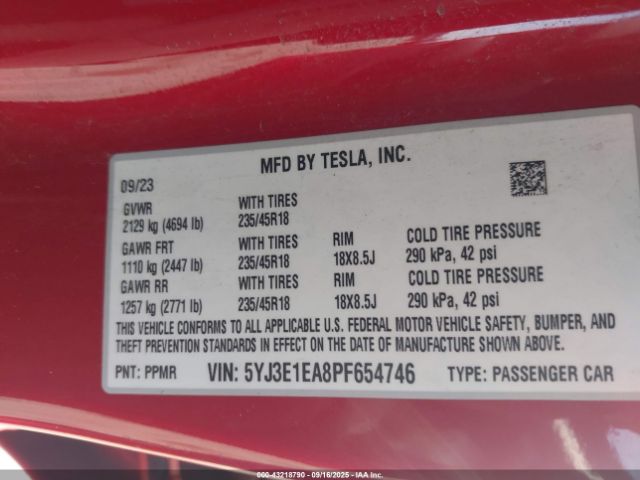 MFD BY TESLA, INC.
09/23
GVWR WITH TIRES
2129 kg (4694 lb) 235/45R18
GAWR FRT WITH TIRES RIM COLD TIRE PRESSURE
1110 kg (2447 lb) 235/45R18 18X8.5J 290 kPa, 42 psi
GAWR RR WITH TIRES RIM COLD TIRE PRESSURE
1257 kg (2771 lb) 235/45R18 18X8.5J 290 kPa, 42 psi
THIS VEHICLE CONFORMS TO ALL APPLICABLE U.S. FEDERAL MOTOR VEHICLE SAFETY, BUMPER, AND
THEFT PREVENTION STANDARDS IN EFFECT ON THE DATE OF MANUFACTURE SHOWN ABOVE.
PNT: PPMR VIN: 5YJ3E1EA8PF654746 TYPE: PASSENGER CAR
000-43218790 - 09/16/2025 - IAAI.COM